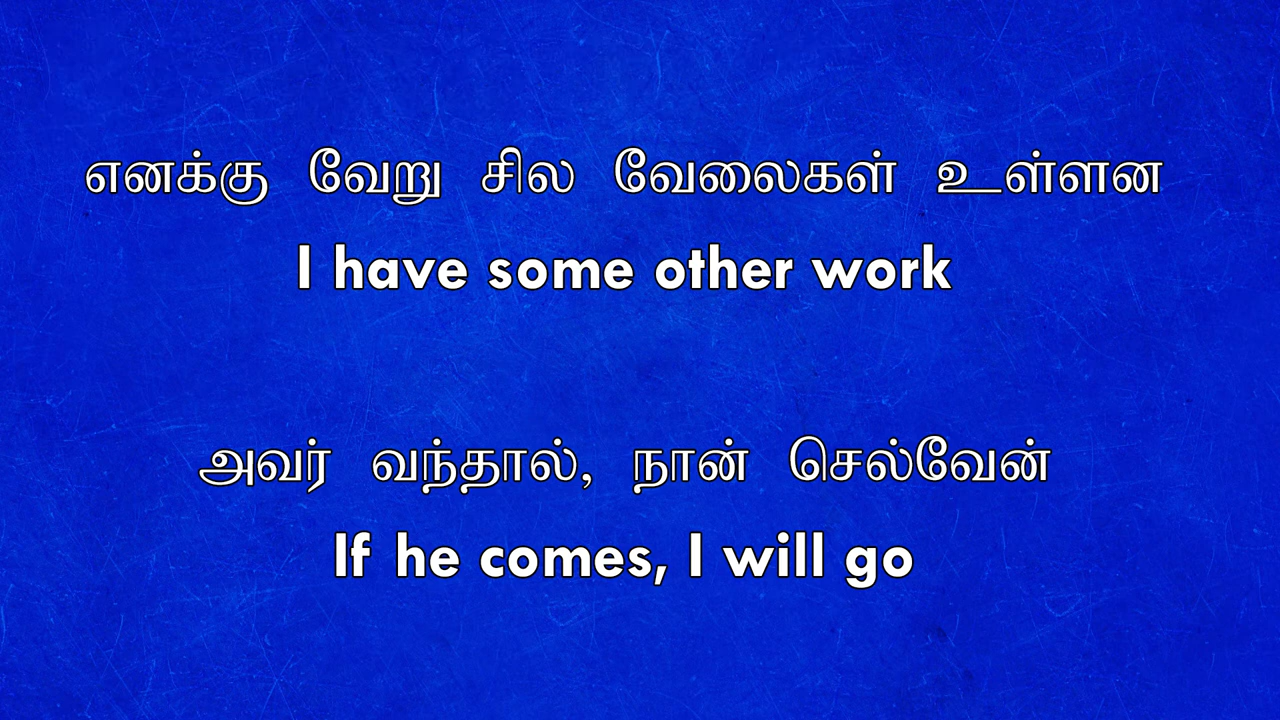 எனக்கு வேறு சில வேலைகள் உள்ளன
I have some other work
அவர் வந்தால், நான் செல்வேன்
If he comes, I will go